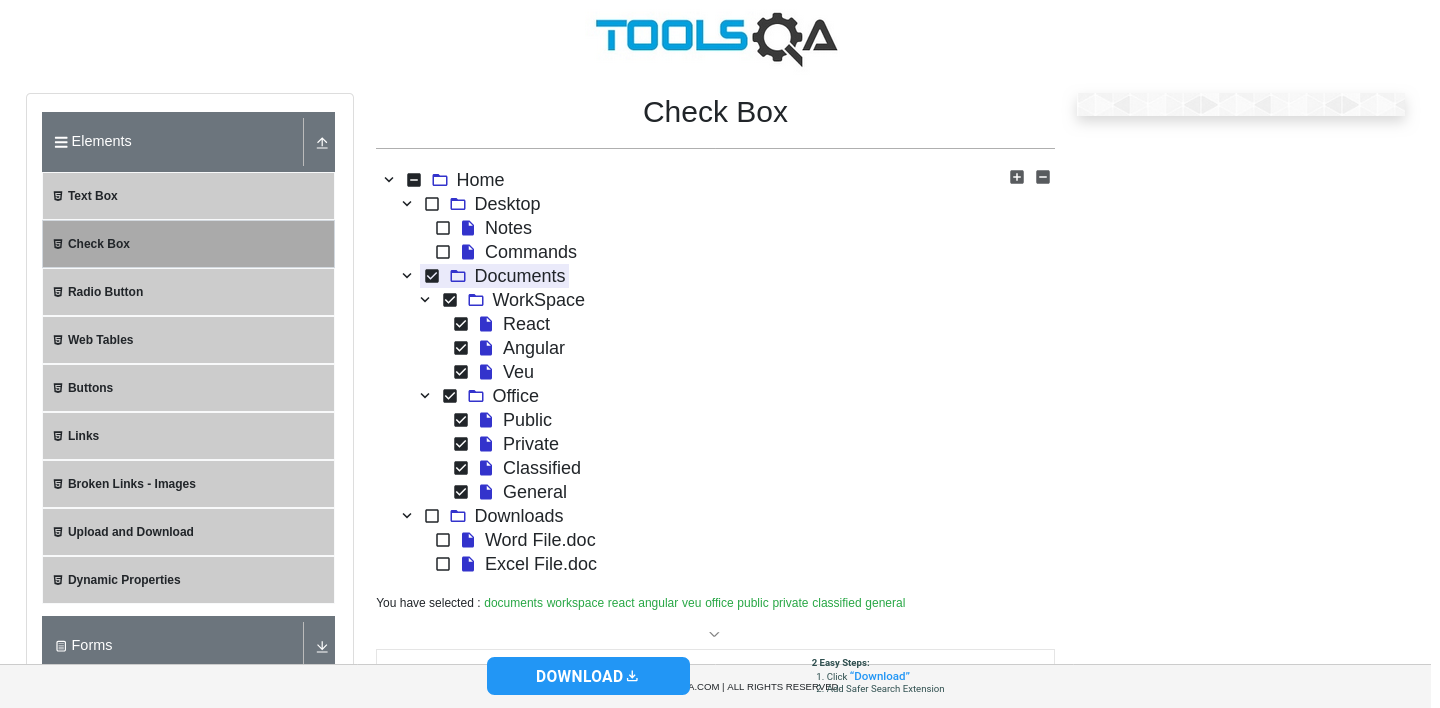 TOOLSQA
Elements
Text Box
Check Box
Radio Button
Web Tables
Buttons
Links
Broken Links - Images
Upload and Download
Dynamic Properties
Forms
Check Box
Home
Desktop
Notes
Commands
Documents
WorkSpace
React
Angular
Veu
Office
Public
Private
Classified
General
Downloads
Word File.doc
Excel File.doc
You have selected : documents workspace react angular veu office public private classified general
DOWNLOAD
A.COM | ALL RIGHTS RESERVED.
2 Easy Steps:
1. Click “Download”
2. Add Safer Search Extension